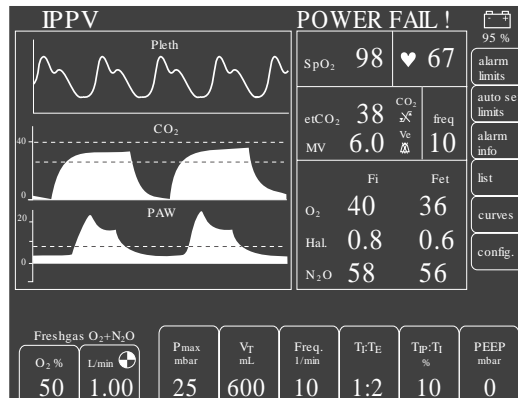 IPPV POWER FAIL !
95 %
Pleth
SpO₂ 98 ♥ 67
alarm limits
auto se limits
CO₂
40
0
etCO₂ 38 CO₂ freq
MV 6.0 Ve 10
alarm info
Fi Fet
list
PAW
20
0
O₂ 40 36
curves
Hal. 0.8 0.6
config.
N₂O 58 56
Freshgas O₂+N₂O
O₂ % L/min Pmax mbar VT mL Freq. 1/min TI:TE TIP:TI % PEEP mbar
50 1.00 25 600 10 1:2 10 0